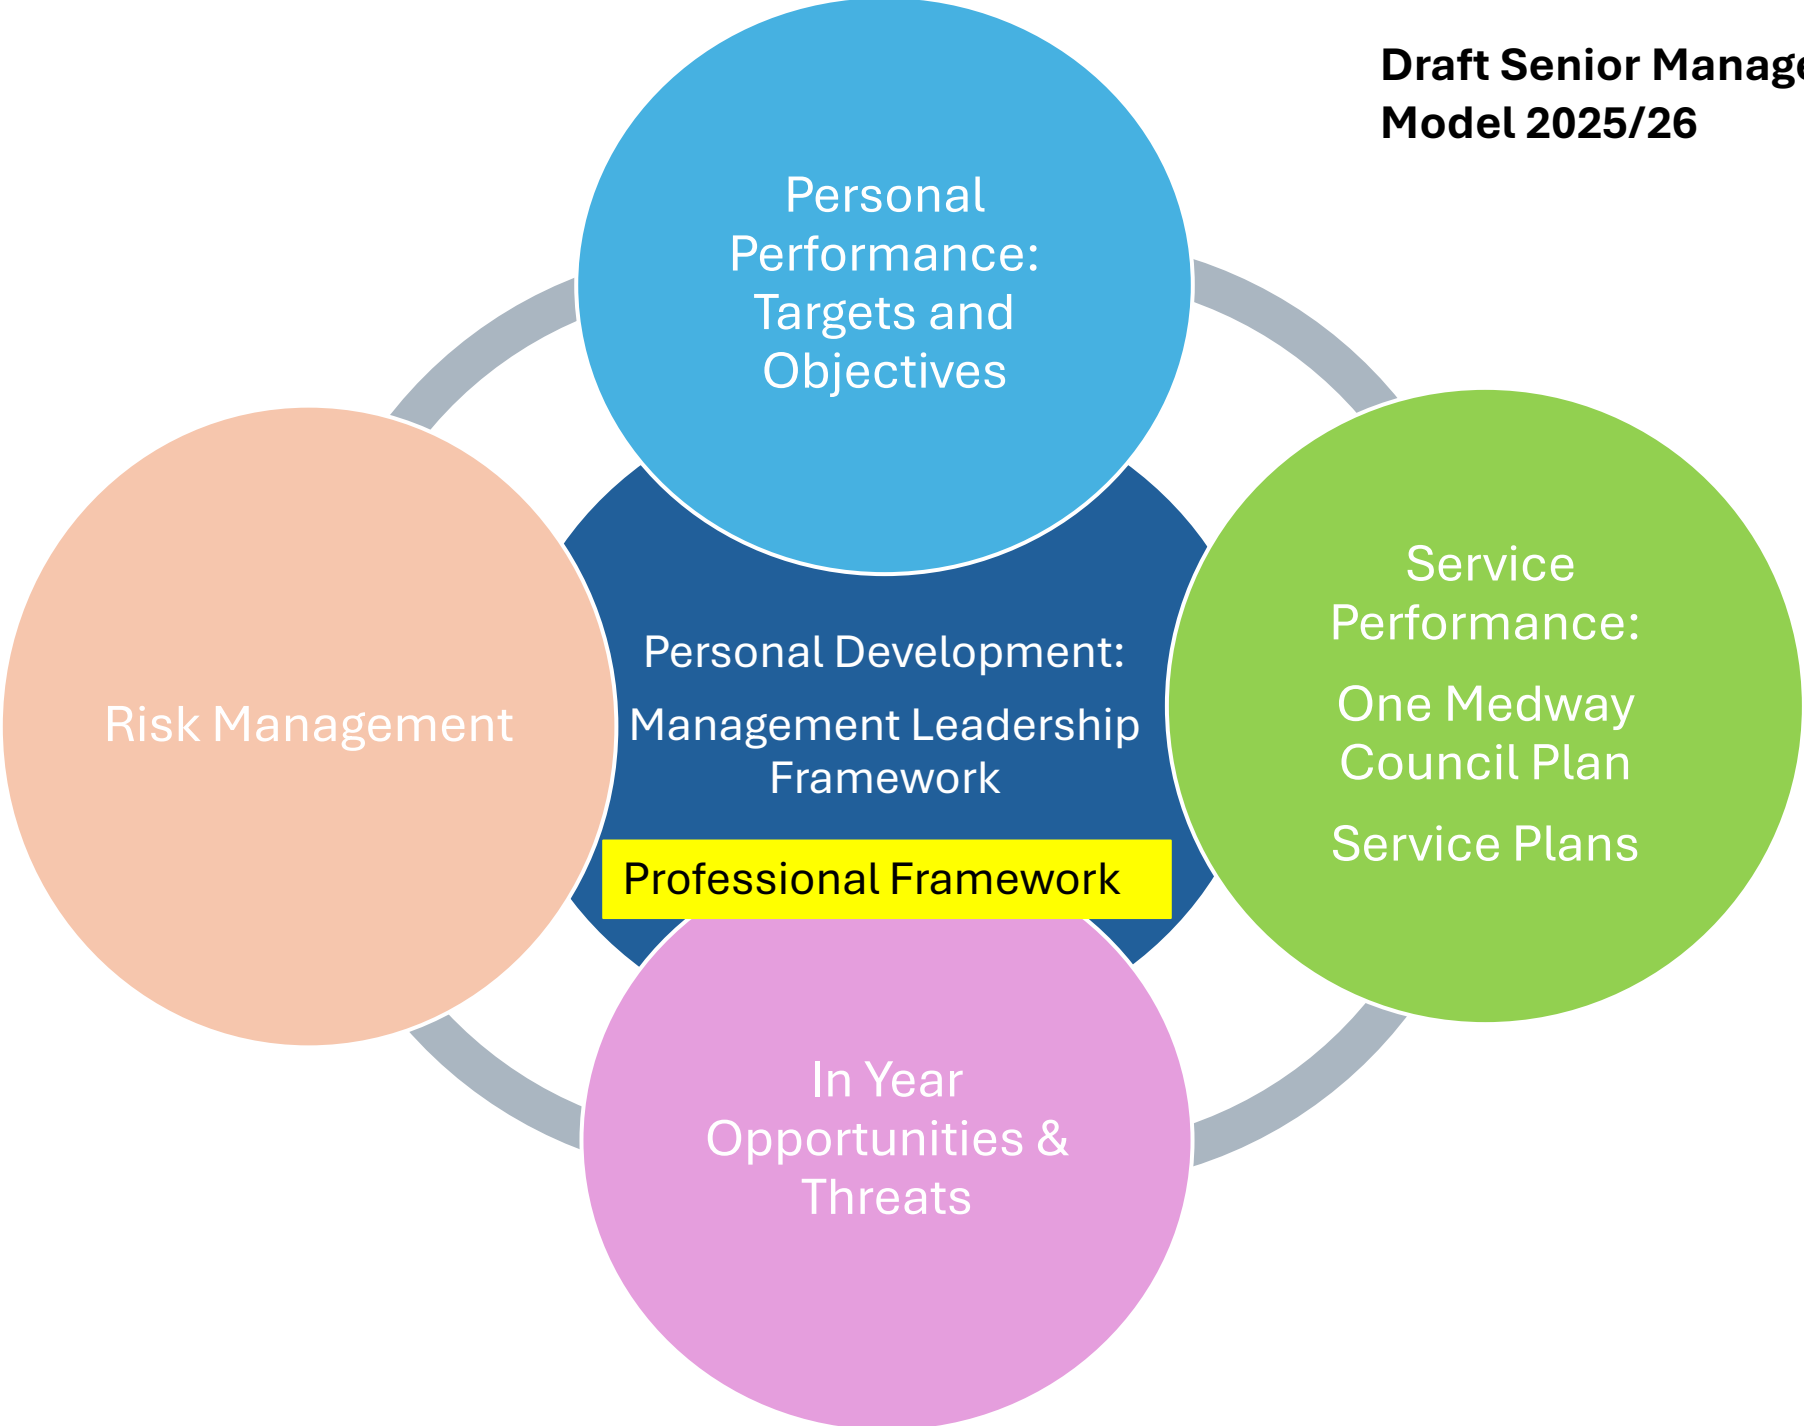 Draft Senior Manage
Model 2025/26
Personal
Performance:
Targets and
Objectives
Service
Performance:
One Medway
Council Plan
Service Plans
Risk Management
Personal Development:
Management Leadership
Framework
Professional Framework
In Year
Opportunities &
Threats